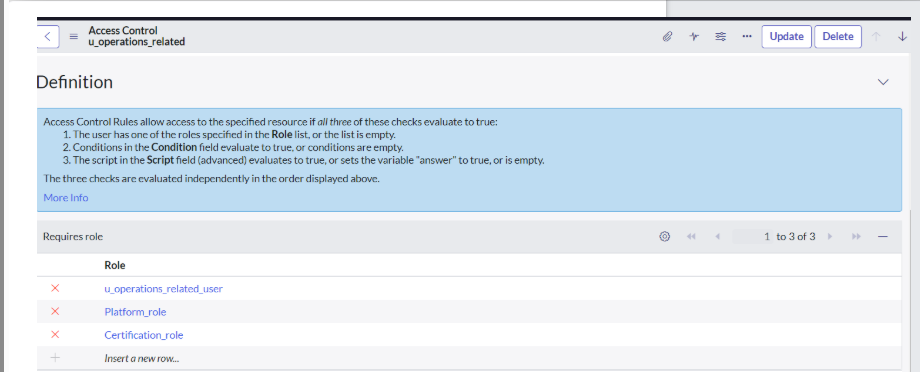 Access Control
u_operations_related
Update
Delete
Definition
Access Control Rules allow access to the specified resource if all three of these checks evaluate to true:
1. The user has one of the roles specified in the Role list, or the list is empty.
2. Conditions in the Condition field evaluate to true, or conditions are empty.
3. The script in the Script field (advanced) evaluates to true, or sets the variable "answer" to true, or is empty.
The three checks are evaluated independently in the order displayed above.
More Info
Requires role
1 to 3 of 3
Role
u_operations_related_user
Platform_role
Certification_role
Insert a new row...